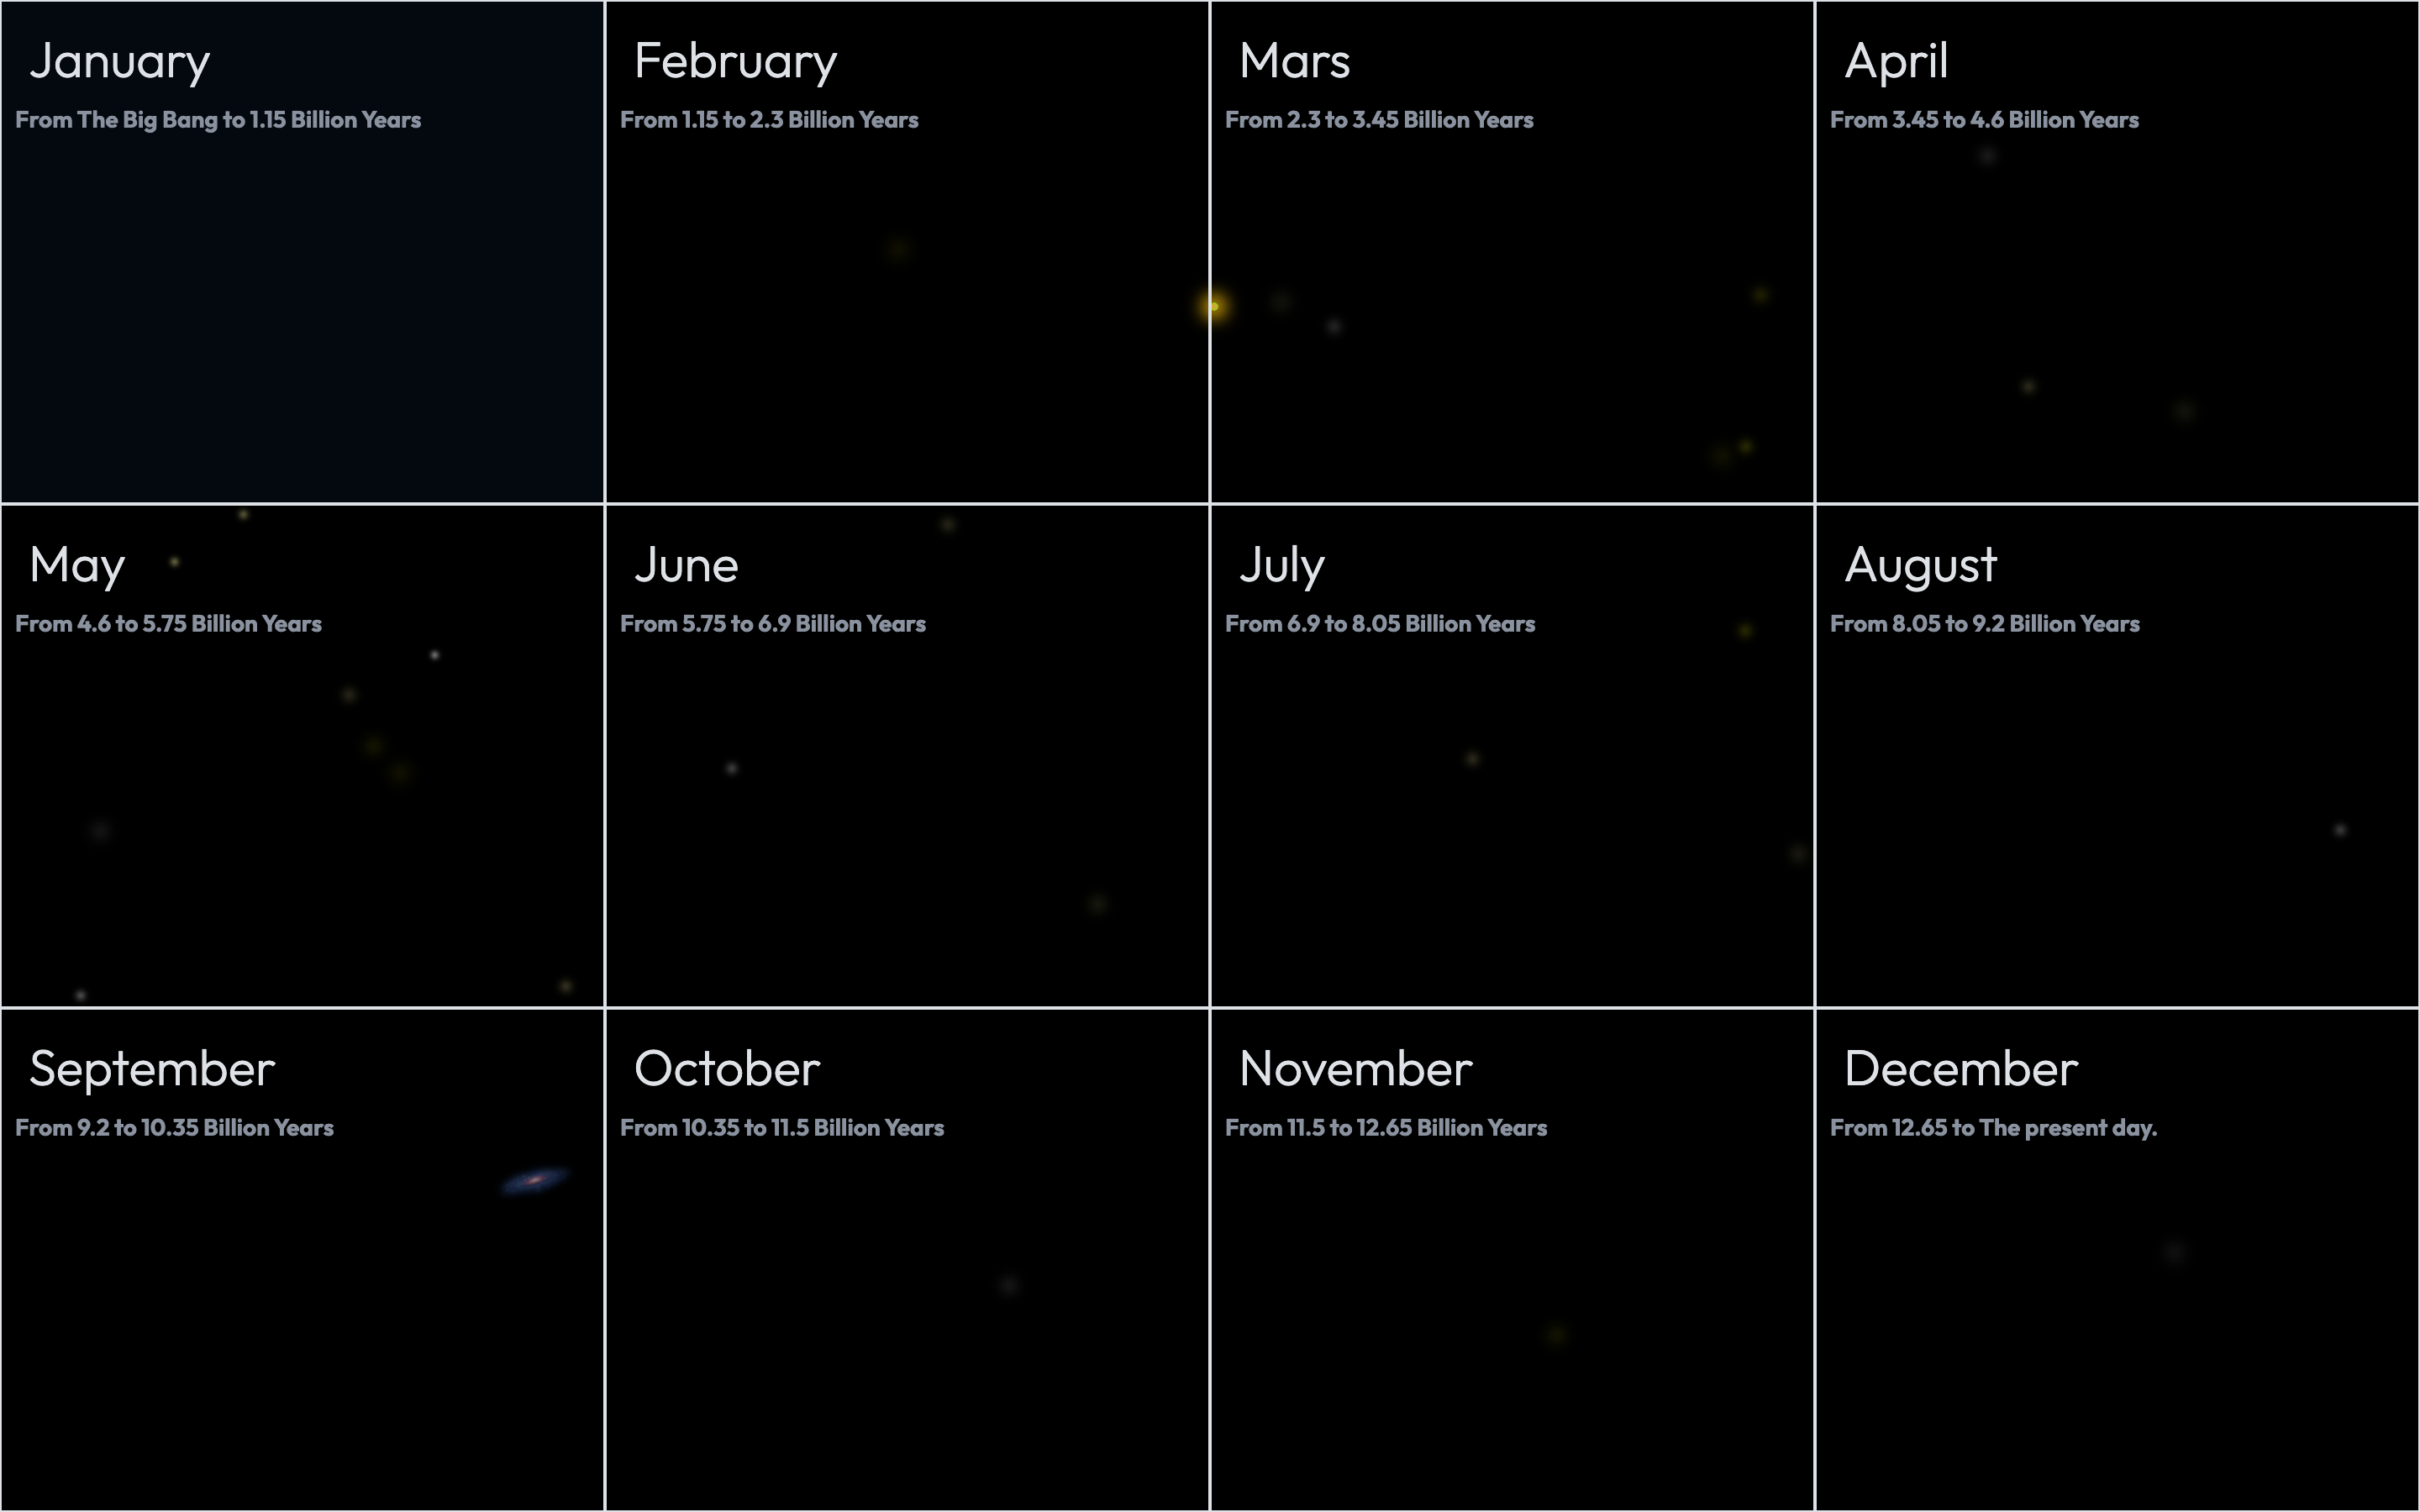 January
From The Big Bang to 1.15 Billion Years
February
From 1.15 to 2.3 Billion Years
Mars
From 2.3 to 3.45 Billion Years
April
From 3.45 to 4.6 Billion Years
May
From 4.6 to 5.75 Billion Years
June
From 5.75 to 6.9 Billion Years
July
From 6.9 to 8.05 Billion Years
August
From 8.05 to 9.2 Billion Years
September
From 9.2 to 10.35 Billion Years
October
From 10.35 to 11.5 Billion Years
November
From 11.5 to 12.65 Billion Years
December
From 12.65 to The present day.